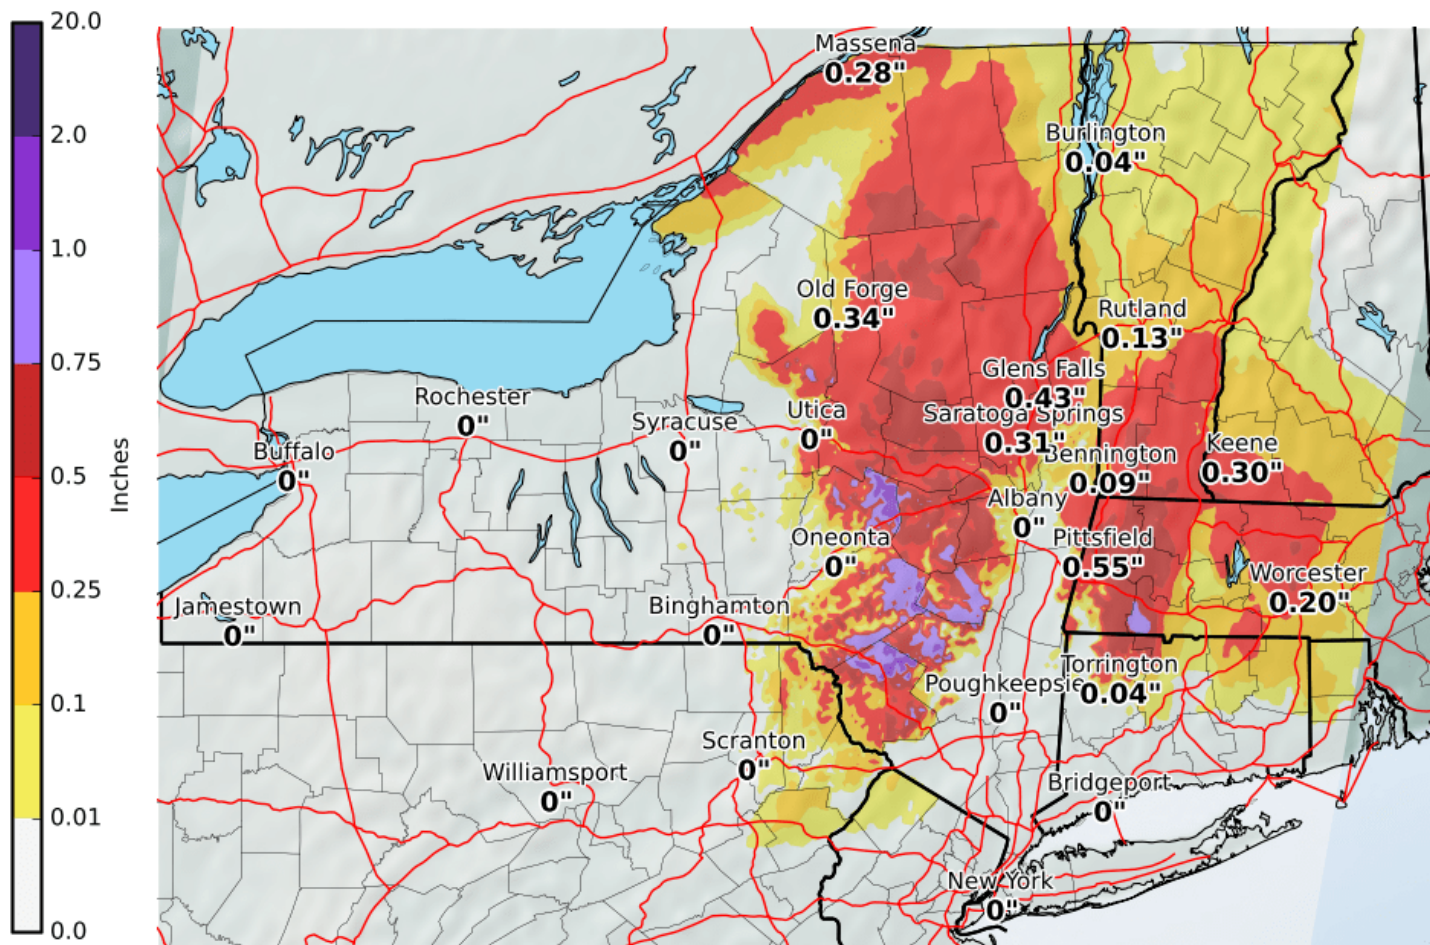 20.0
2.0
1.0
0.75
0.5
0.25
0.1
0.01
0.0
Inches
Massena
0.28"
Burlington
0.04"
Old Forge
0.34"
Rutland
0.13"
Glens Falls
0.43"
Rochester
0"
Syracuse
0"
Utica
0"
Saratoga Springs
0.31"
Buffalo
0"
Bennington
0.09"
Keene
0.30"
Albany
0"
Oneonta
0"
Pittsfield
0.55"
Worcester
0.20"
Jamestown
0"
Binghamton
0"
Torrington
0.04"
Poughkeepsie
0"
Scranton
0"
Williamsport
0"
Bridgeport
0"
New York
0"